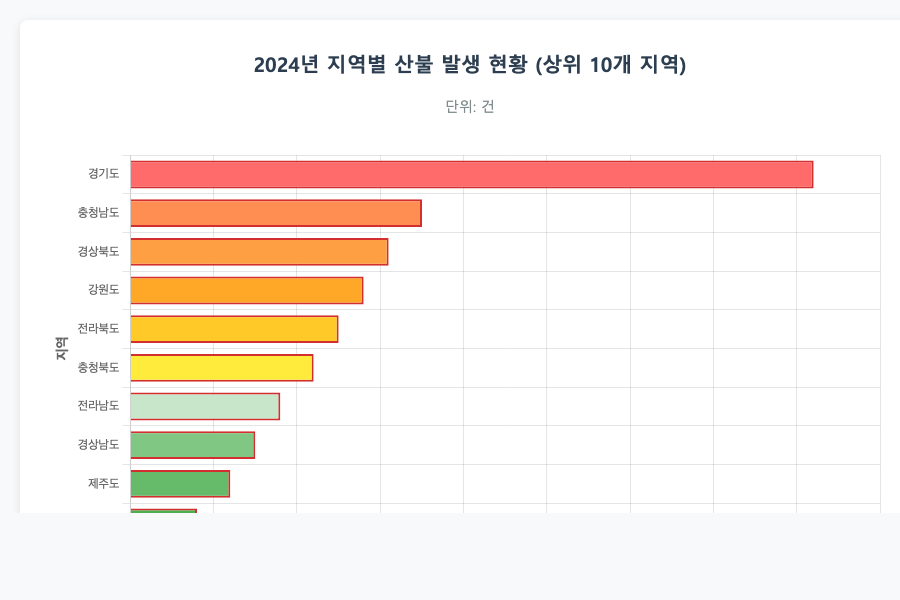 2024년 지역별 산불 발생 현황 (상위 10개 지역)
단위: 건
경기도
충청남도
경상북도
강원도
전라북도
지역
충청북도
전라남도
경상남도
제주도